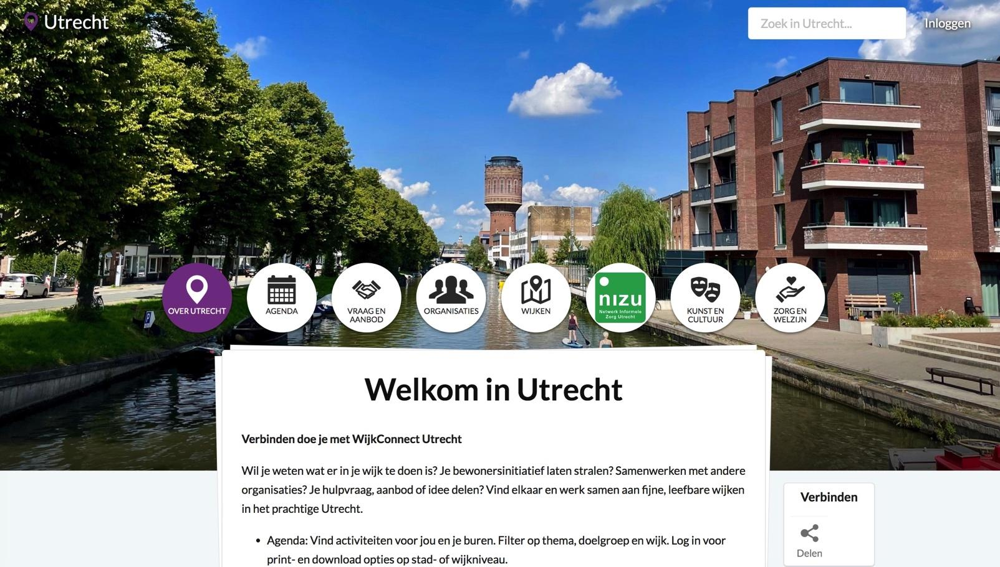 Utrecht
Zoek in Utrecht...
Inloggen
P
OVER UTRECHT
AGENDA
VRAAG EN
AANBOD
ORGANISATIES
WIJKEN
nizu
Netwerk Informele
Zorg Utrecht
KUNST EN
CULTUUR
ZORG EN
WELZIJN
Welkom in Utrecht
Verbinden doe je met WijkConnect Utrecht
Wil je weten wat er in je wijk te doen is? Je bewonersinitiatief laten stralen? Samenwerken met andere
organisaties? Je hulpvraag, aanbod of idee delen? Vind elkaar en werk samen aan fijne, leefbare wijken
in het prachtige Utrecht.
• Agenda: Vind activiteiten voor jou en je buren. Filter op thema, doelgroep en wijk. Log in voor
print- en download opties op stad- of wijkniveau.
Verbinden
Delen